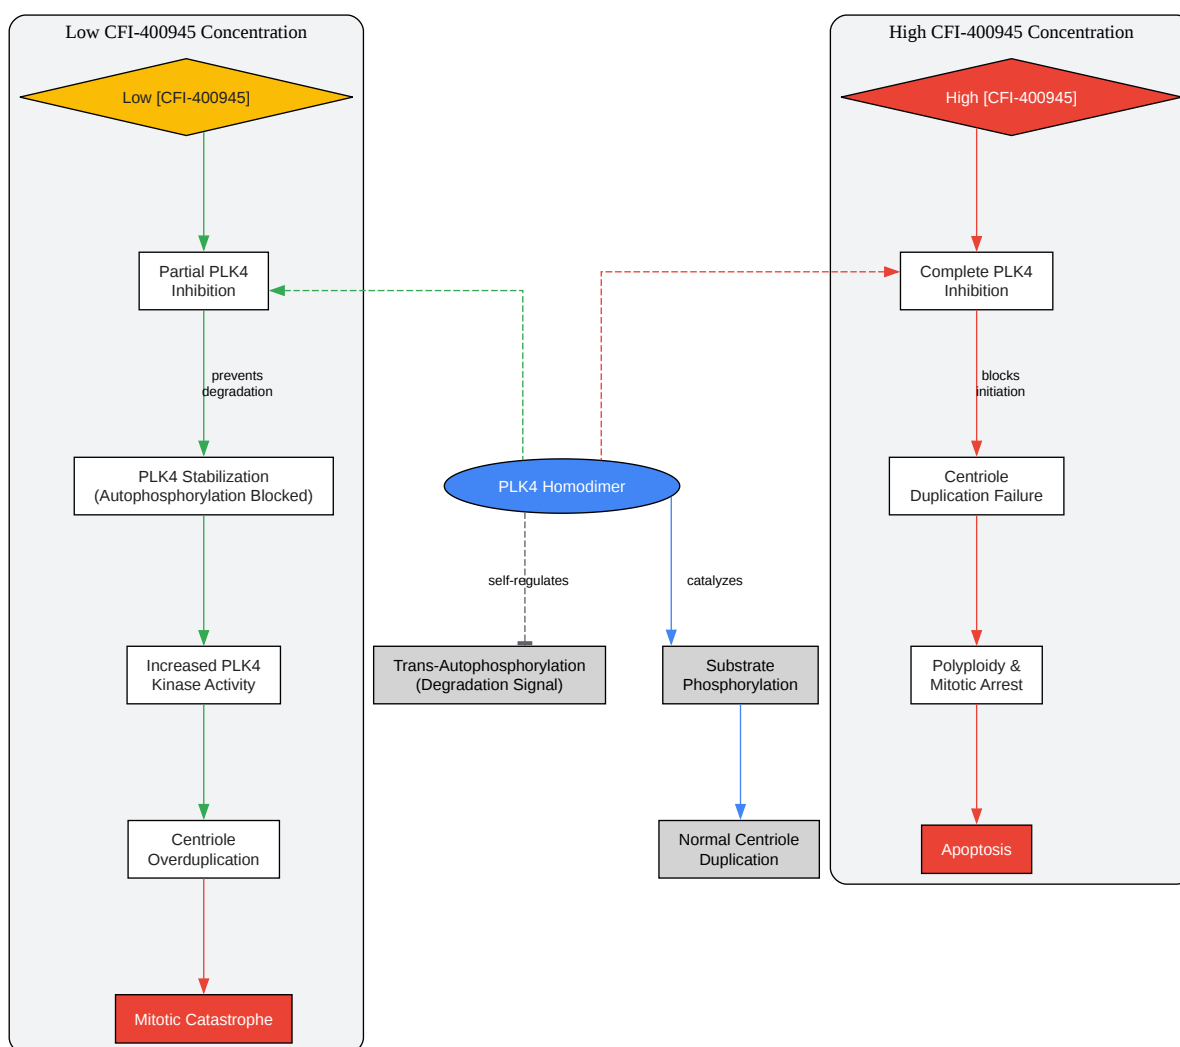 Low CFI-400945 Concentration
Low [CFI-400945]
Partial PLK4
Inhibition
prevents
degradation
PLK4 Stabilization
(Autophosphorylation Blocked)
Increased PLK4
Kinase Activity
Centriole
Overduplication
Mitotic Catastrophe
PLK4 Homodimer
self-regulates
catalyzes
Trans-Autophosphorylation
(Degradation Signal)
Substrate
Phosphorylation
Normal Centriole
Duplication
High CFI-400945 Concentration
High [CFI-400945]
Complete PLK4
Inhibition
blocks
initiation
Centriole
Duplication Failure
Polyploidy &
Mitotic Arrest
Apoptosis